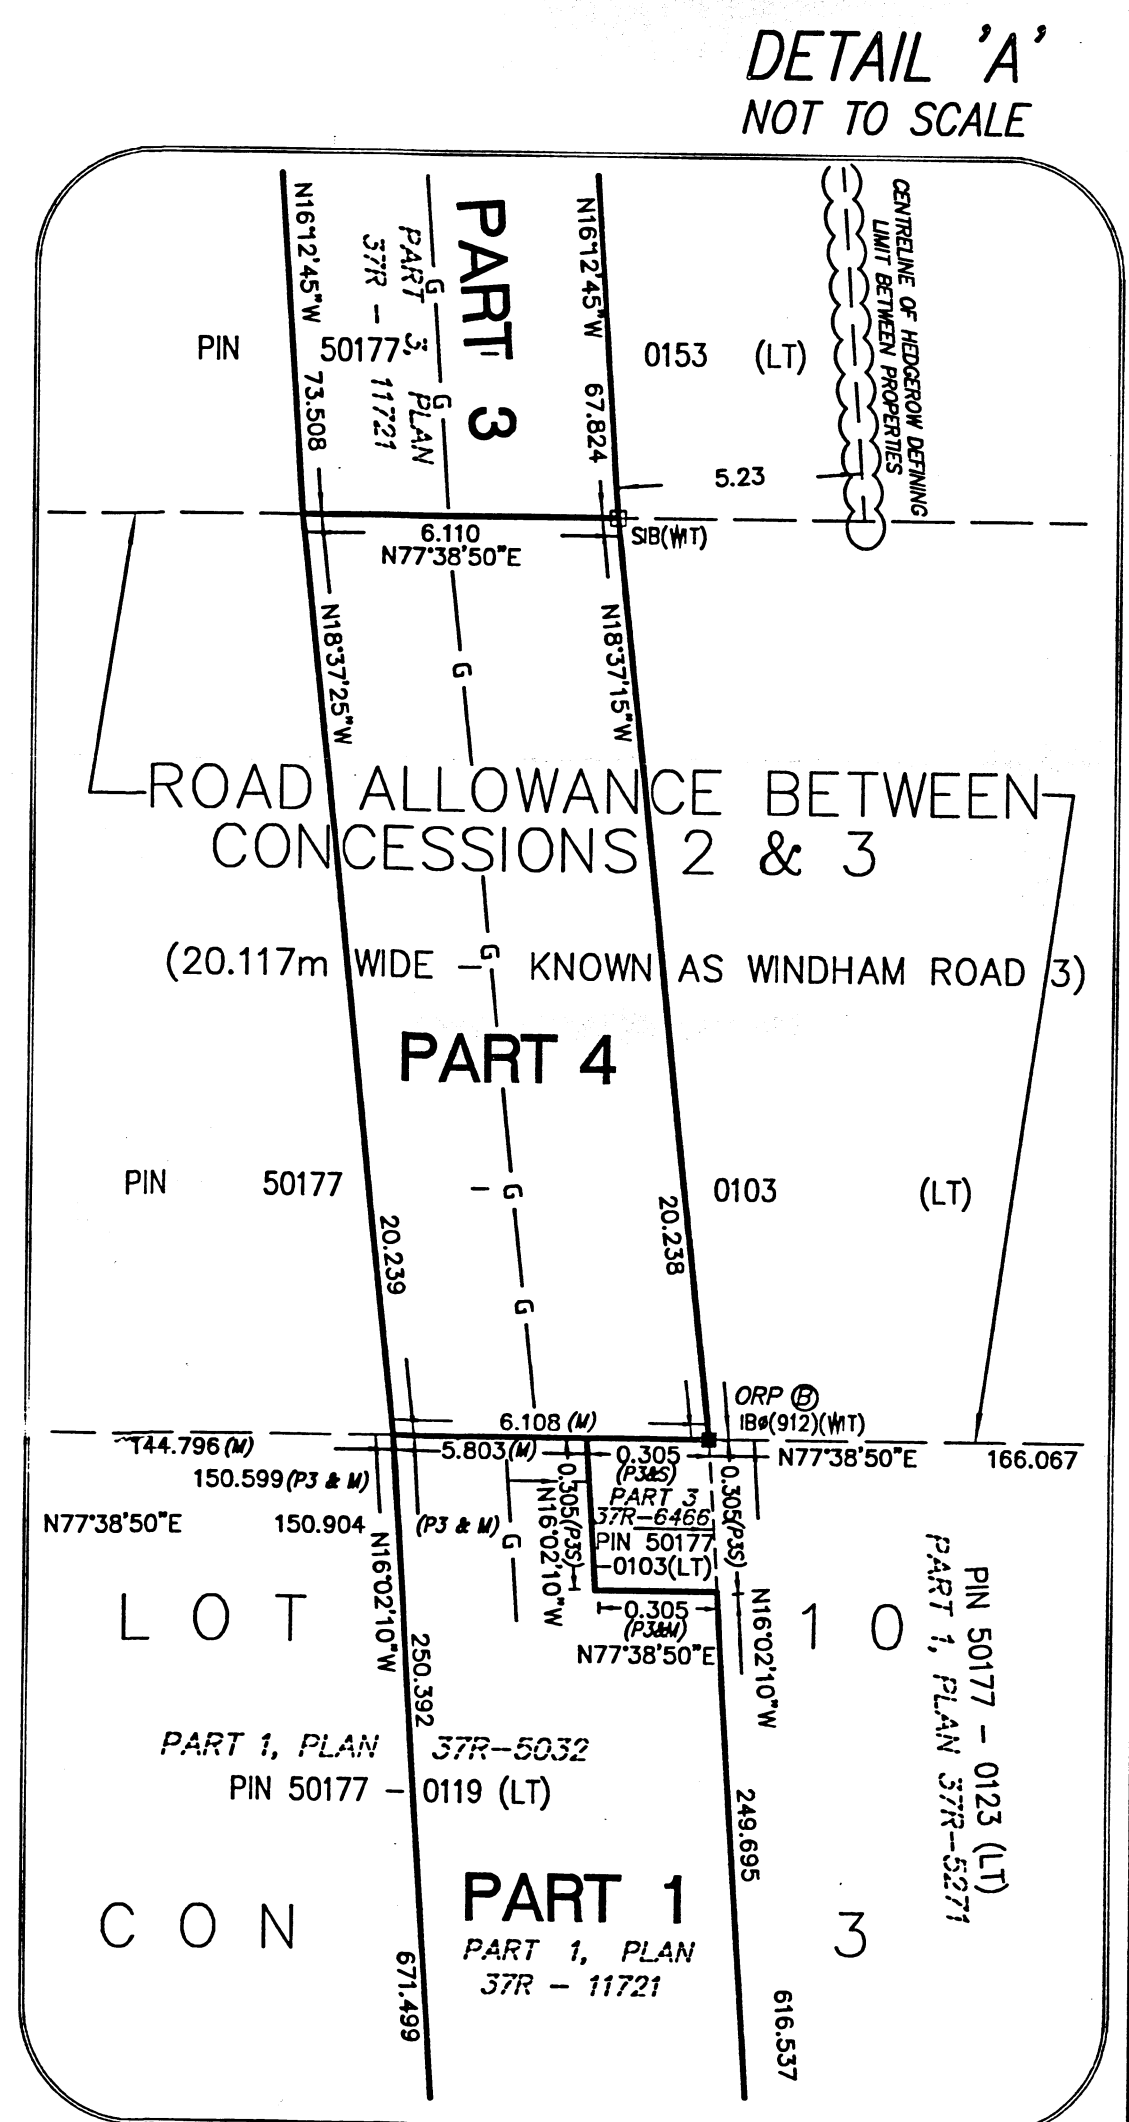 DETAIL 'A'
NOT TO SCALE
N16°12'45"W
73.508
PART 3, PLAN
37R - 11721
PART 3
N16°12'45"W
67.824
CENTRELINE OF HEDGEROW DEFINING
LIMIT BETWEEN PROPERTIES
PIN 50177 - 0153 (LT)
G
G
5.23
6.110
N77°38'50"E
SIB(WIT)
N18°37'25"W
N18°37'15"W
G
ROAD ALLOWANCE BETWEEN
CONCESSIONS 2 & 3
G
(20.117m WIDE - KNOWN AS WINDHAM ROAD 3)
PART 4
PIN 50177 - 0103 (LT)
G
20.239
20.238
G
ORP B
IBø(912)(WIT)
6.108 (M)
144.796 (M)
5.803 (M)
0.305
(P3&S)
N77°38'50"E
166.067
150.599 (P3 & M)
N77°38'50"E 150.904 (P3 & M)
G
0.305(P3S)
N16°02'10"W
PART 3
37R-6466
PIN 50177
-0103(LT)
0.305(P3S)
0.305
(P3&M)
N77°38'50"E
N16°02'10"W
N16°02'10"W
250.392
249.695
LOT 10
PIN 50177 - 0123 (LT)
PART 1, PLAN 37R-5271
PART 1, PLAN 37R-5032
PIN 50177 - 0119 (LT)
PART 1
PART 1, PLAN
37R - 11721
CON 3
671.499
616.537